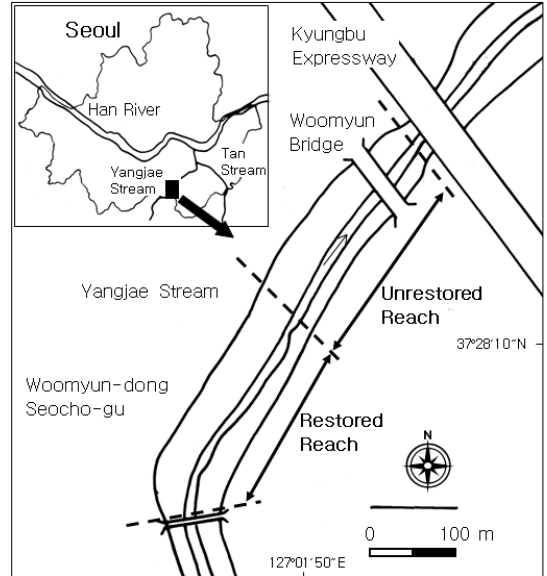 Seoul
Han River
Yangjae
Stream
Tan
Stream
Kyungbu
Expressway
Woomyun
Bridge
Yangjae Stream
Unrestored
Reach
37°28'10"N
Woomyun-dong
Seocho-gu
Restored
Reach
N
0 100 m
127°01'50"E